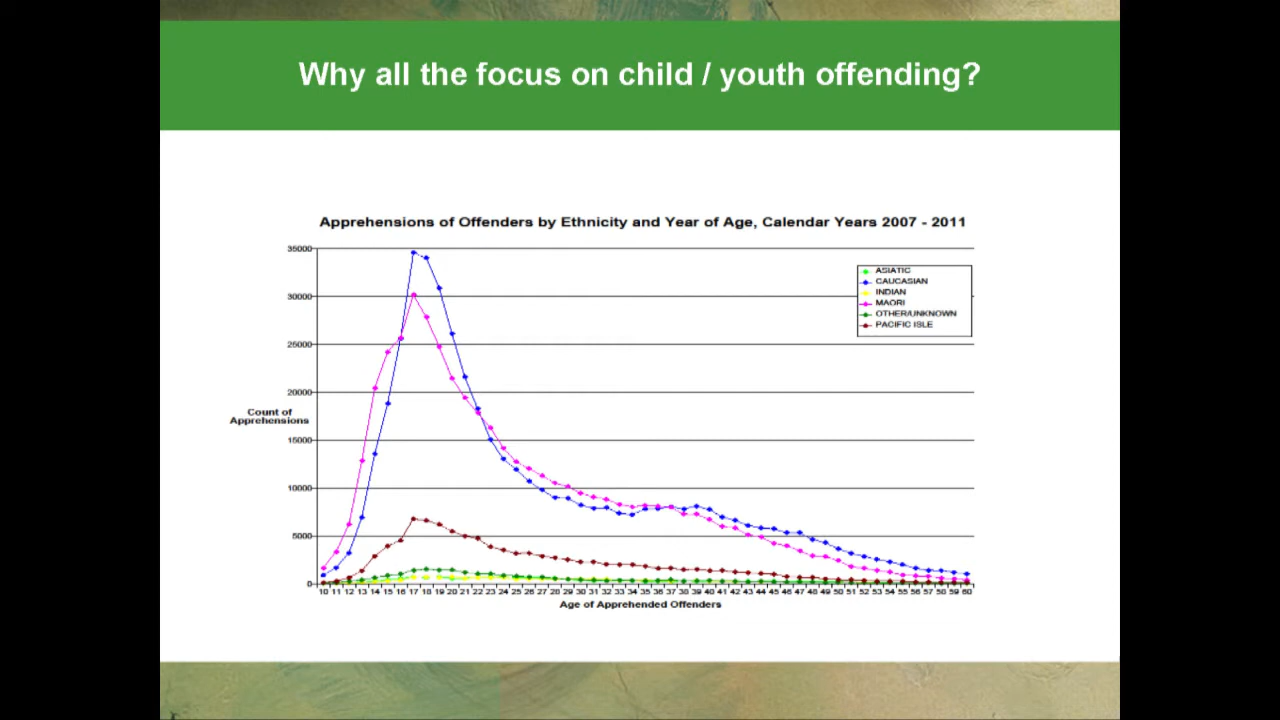 Why all the focus on child / youth offending?
Apprehensions of Offenders by Ethnicity and Year of Age, Calendar Years 2007 - 2011
35000
30000
25000
20000
15000
10000
5000
0
Count of
Apprehensions
ASIATIC
CAUCASIAN
INDIAN
MAORI
OTHER/UNKNOWN
PACIFIC ISLE
10 11 12 13 14 15 16 17 18 19 20 21 22 23 24 25 26 27 28 29 30 31 32 33 34 35 36 37 38 39 40 41 42 43 44 45 46 47 48 49 50 51 52 53 54 55 56 57 58 59 60
Age of Apprehended Offenders